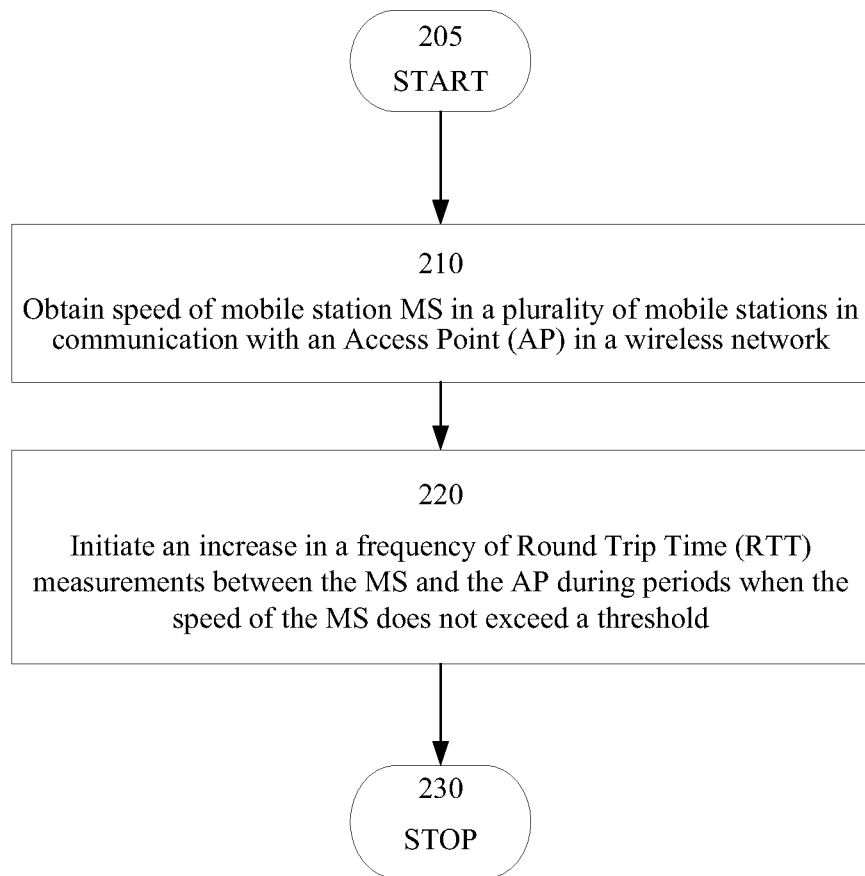 205
START
210
Obtain speed of mobile station MS in a plurality of mobile stations in
communication with an Access Point (AP) in a wireless network
220
Initiate an increase in a frequency of Round Trip Time (RTT)
measurements between the MS and the AP during periods when the
speed of the MS does not exceed a threshold
230
STOP